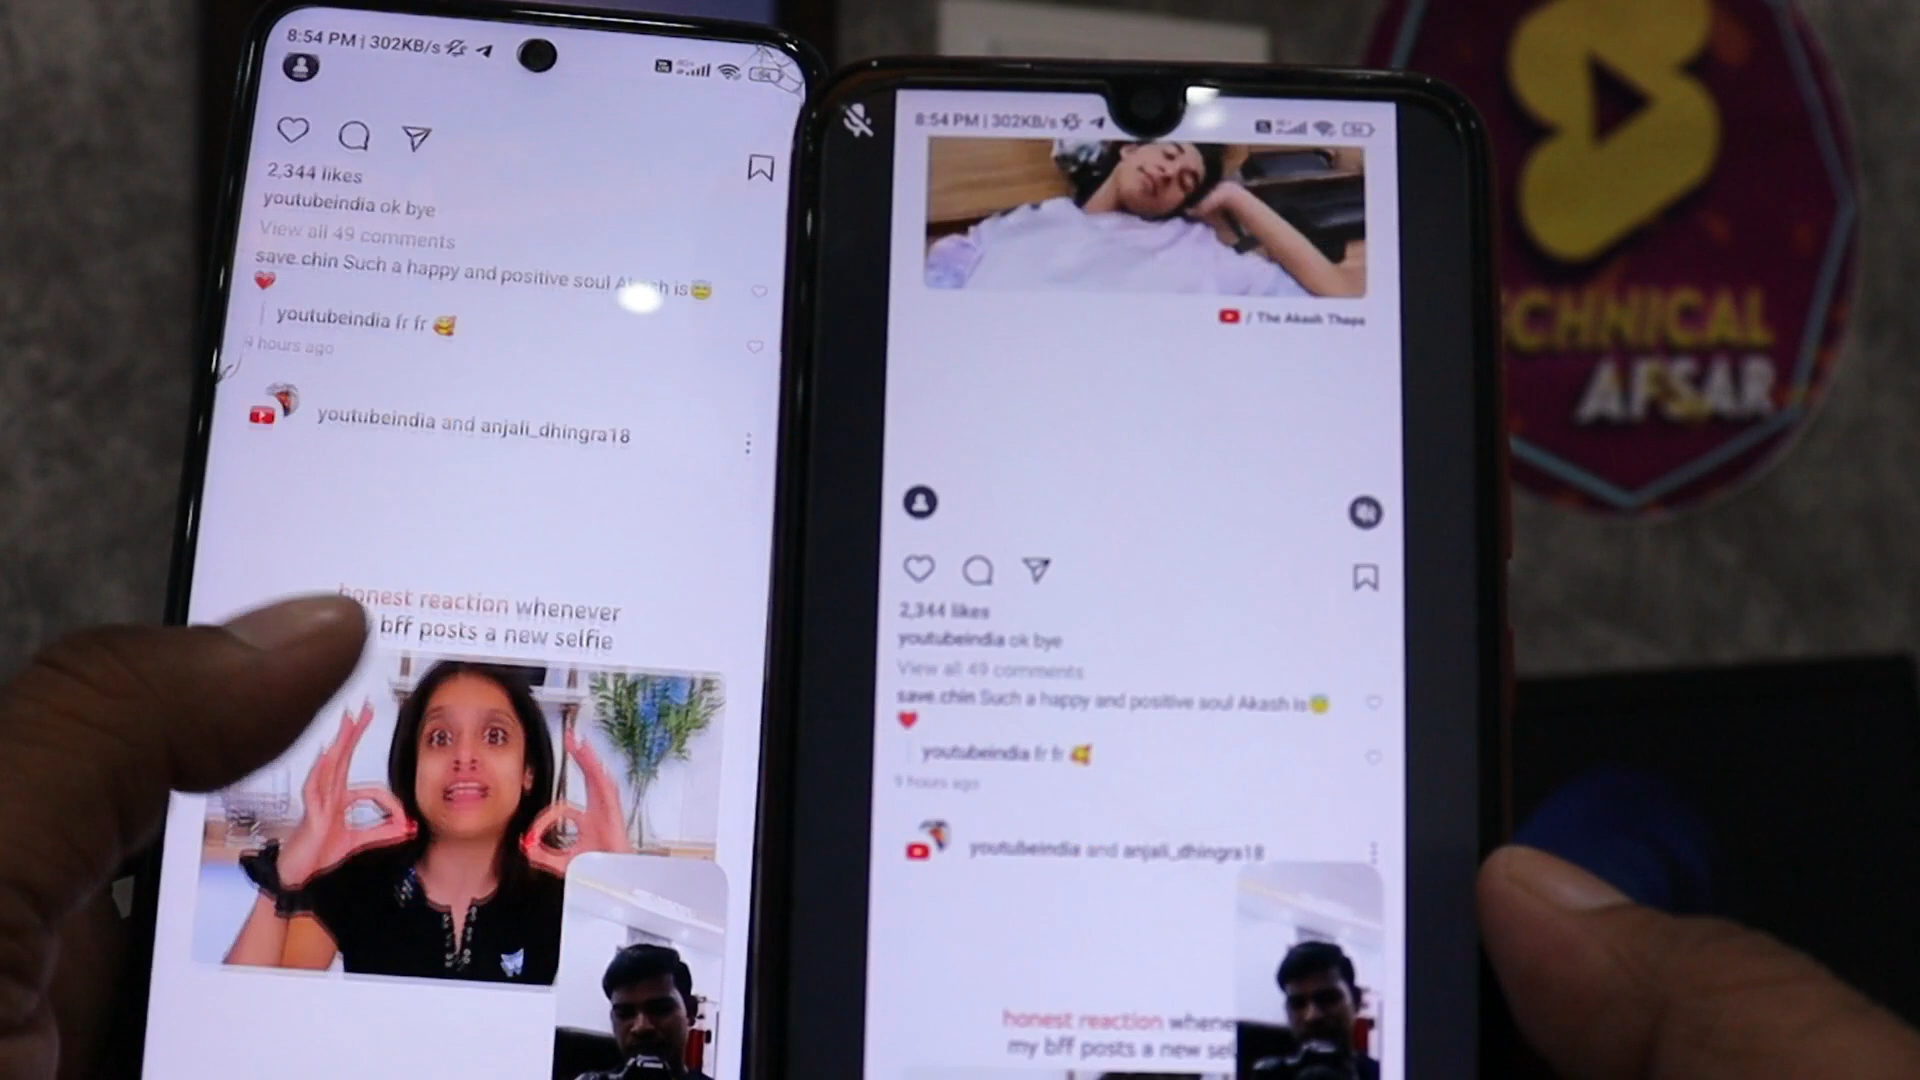 8:54 PM | 302KB/s
2,344 likes
youtubeindia ok bye
View all 49 comments
save.chin Such a happy and positive soul is
youtubeindia fr fr
9 hours ago
youtubeindia and anjali_dhingra18
honest reaction whenever
bff posts a new selfie
8:54 PM | 302KB/s
/ The Akash Thapa
2,344 likes
youtubeindia ok bye
View all 49 comments
save.chin Such a happy and positive soul Akash is
youtubeindia fr fr
9 hours ago
youtubeindia and anjali_dhingra18
honest reaction whene
my bff posts a new sel
CHNICAL
AFSAR